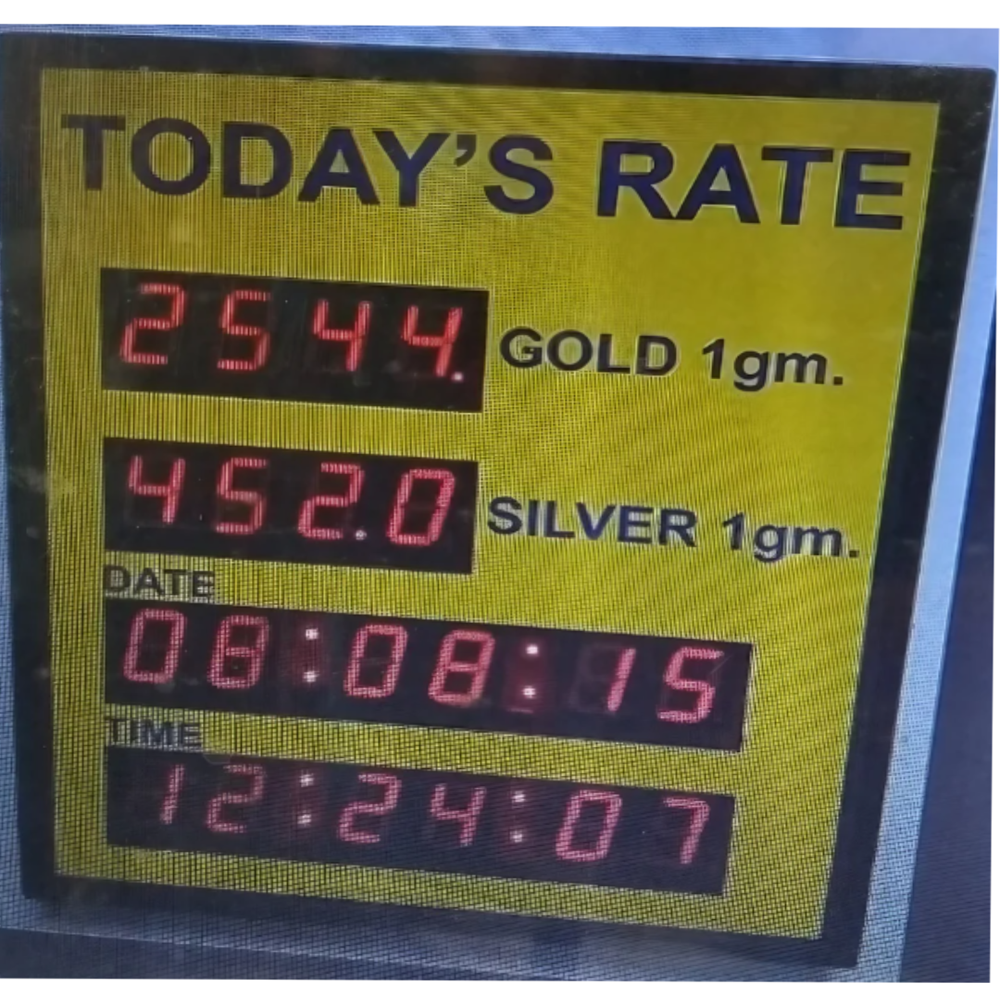 TODAY'S RATE
2544. GOLD 1gm.
452.0 SILVER 1gm.
DATE
08:08:15
TIME
12:24:07